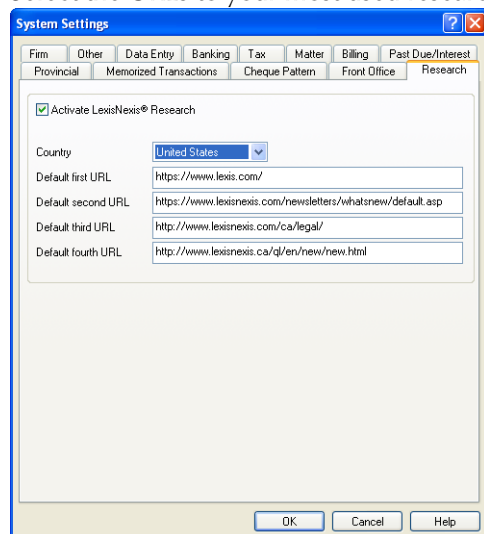 System Settings
Firm Other Data Entry Banking Tax Matter Billing Past Due/Interest
Provincial Memorized Transactions Cheque Pattern Front Office Research
Activate LexisNexis® Research
Country United States
Default first URL https://www.lexis.com/
Default second URL https://www.lexisnexis.com/newsletters/whatsnew/default.asp
Default third URL http://www.lexisnexis.com/ca/legal/
Default fourth URL http://www.lexisnexis.ca/ql/en/new/new.html
OK Cancel Help